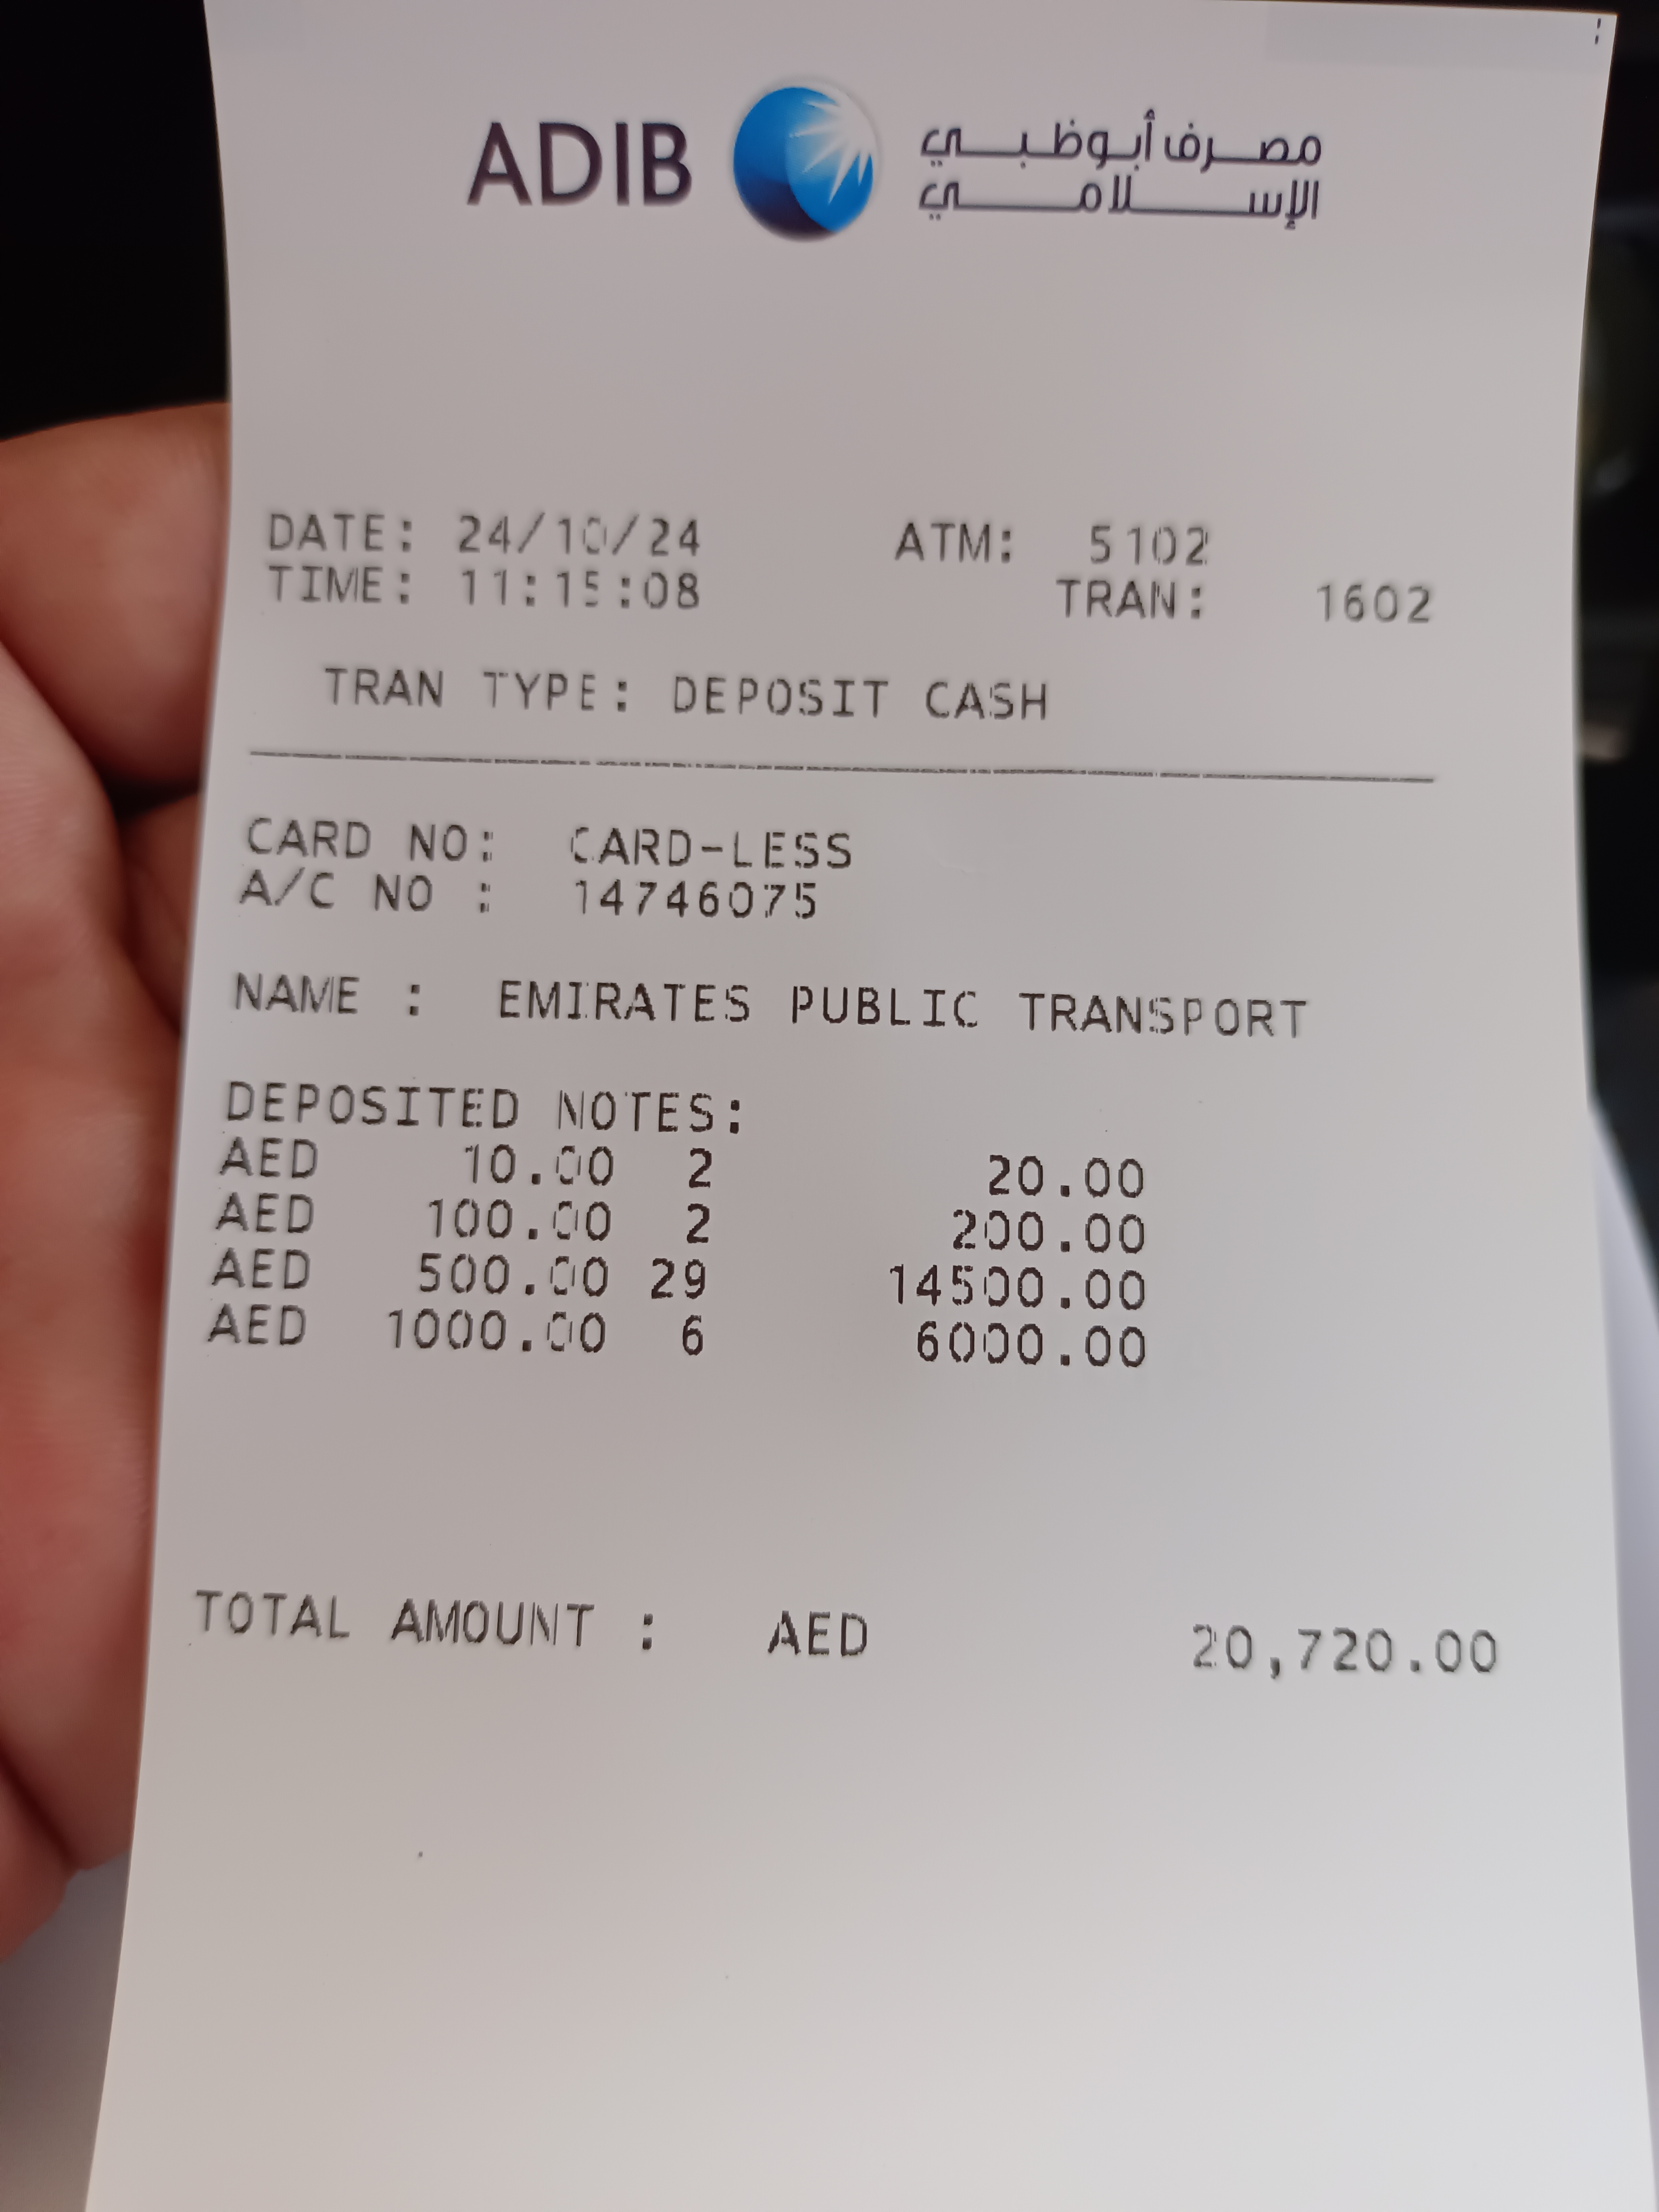 ADIB
مصرف أبوظبي
الإسلامي
DATE: 24/10/24 ATM: 5102
TIME: 11:15:08 TRAN: 1602
TRAN TYPE: DEPOSIT CASH
CARD NO: CARD-LESS
A/C NO : 14746075
NAME : EMIRATES PUBLIC TRANSPORT
DEPOSITED NOTES:
AED 10.00 2 20.00
AED 100.00 2 200.00
AED 500.00 29 14500.00
AED 1000.00 6 6000.00
TOTAL AMOUNT : AED 20,720.00